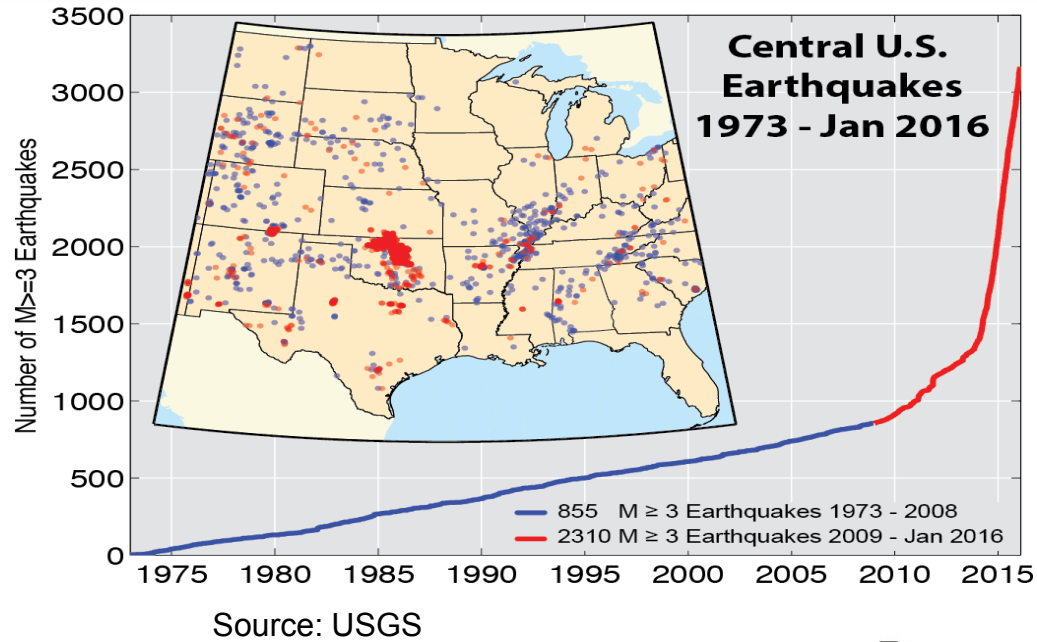 Central U.S.
Earthquakes
1973 - Jan 2016
Number of M>=3 Earthquakes
3500
3000
2500
2000
1500
1000
500
0
855 M ≥ 3 Earthquakes 1973 - 2008
2310 M ≥ 3 Earthquakes 2009 - Jan 2016
1975 1980 1985 1990 1995 2000 2005 2010 2015
Source: USGS